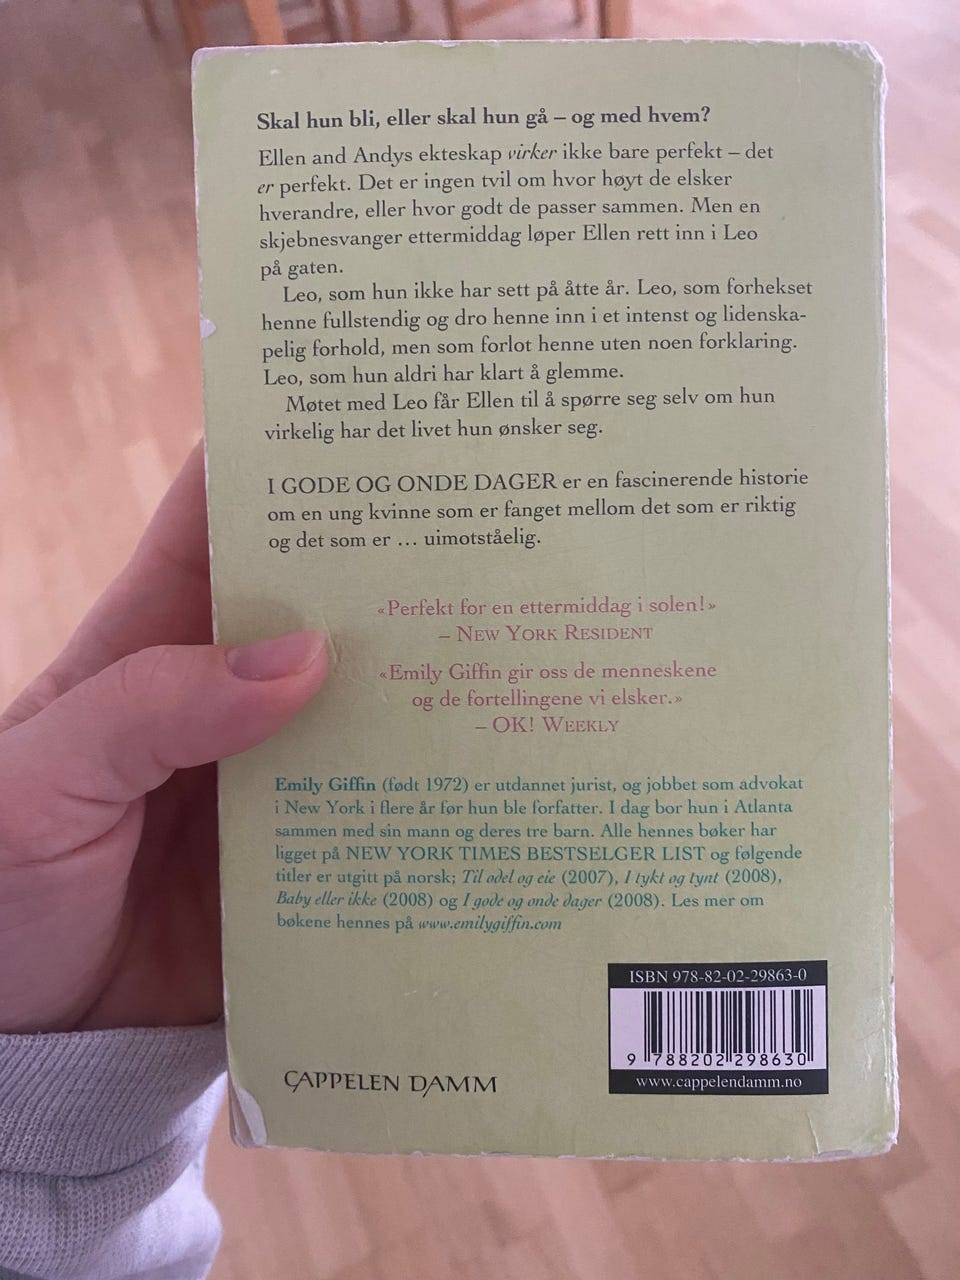 Skal hun bli, eller skal hun gå – og med hvem?
Ellen and Andys ekteskap virker ikke bare perfekt – det
er perfekt. Det er ingen tvil om hvor høyt de elsker
hverandre, eller hvor godt de passer sammen. Men en
skjebnesvanger ettermiddag løper Ellen rett inn i Leo
på gaten.
Leo, som hun ikke har sett på åtte år. Leo, som forhekset
henne fullstendig og dro henne inn i et intenst og lidenska-
pelig forhold, men som forlot henne uten noen forklaring.
Leo, som hun aldri har klart å glemme.
Møtet med Leo får Ellen til å spørre seg selv om hun
virkelig har det livet hun ønsker seg.
I GODE OG ONDE DAGER er en fascinerende historie
om en ung kvinne som er fanget mellom det som er riktig
og det som er … uimotståelig.
«Perfekt for en ettermiddag i solen!»
– NEW YORK RESIDENT
«Emily Giffin gir oss de menneskene
og de fortellingene vi elsker.»
– OK! WEEKLY
Emily Giffin (født 1972) er utdannet jurist, og jobbet som advokat
i New York i flere år før hun ble forfatter. I dag bor hun i Atlanta
sammen med sin mann og deres tre barn. Alle hennes bøker har
ligget på NEW YORK TIMES BESTSELGER LIST og følgende
titler er utgitt på norsk; Til odel og eie (2007), I tykt og tynt (2008),
Baby eller ikke (2008) og I gode og onde dager (2008). Les mer om
bøkene hennes på www.emilygiffin.com
ISBN 978-82-02-29863-0
9 788202 298630
www.cappelendamm.no
CAPPELEN DAMM